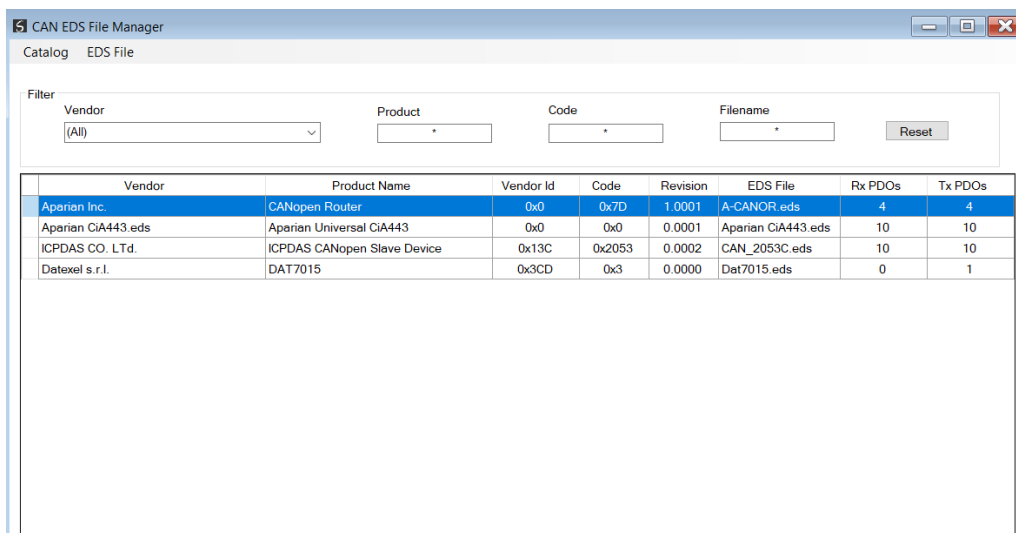 CAN EDS File Manager
Catalog EDS File
Filter
Vendor Product Code Filename
(All) * * * Reset
Vendor Product Name Vendor Id Code Revision EDS File Rx PDOs Tx PDOs
Aparian Inc. CANopen Router 0x0 0x7D 1.0001 A-CANOR.eds 4 4
Aparian CiA443.eds Aparian Universal CiA443 0x0 0x0 0.0001 Aparian CiA443.eds 10 10
ICPDAS CO. LTd. ICPDAS CANopen Slave Device 0x13C 0x2053 0.0002 CAN_2053C.eds 10 10
Datexel s.r.l. DAT7015 0x3CD 0x3 0.0000 Dat7015.eds 0 1